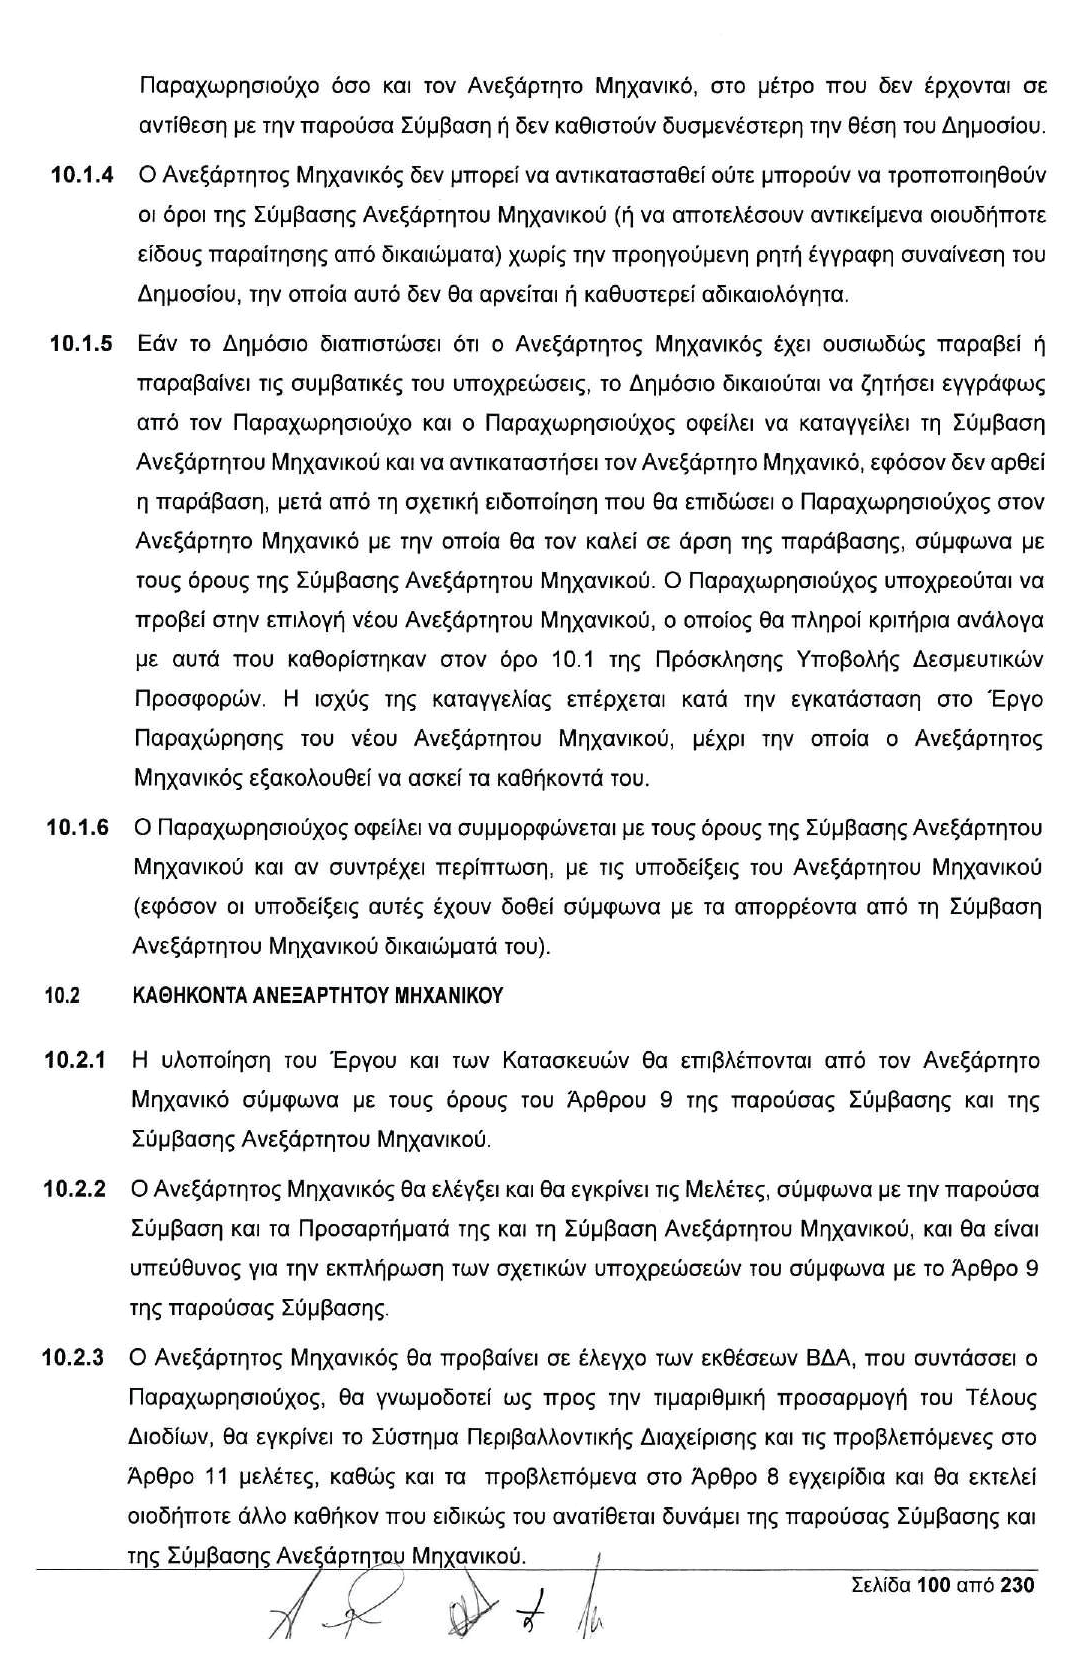 Παραχωρησιούχο όσο και τον Ανεξάρτητο Μηχανικό, στο μέτρο που δεν έρχονται σε
αντίθεση με την παρούσα Σύμβαση ή δεν καθιστούν δυσμενέστερη την θέση του Δημοσίου.
10.1.4 Ο Ανεξάρτητος Μηχανικός δεν μπορεί να αντικατασταθεί ούτε μπορούν να τροποποιηθούν
οι όροι της Σύμβασης Ανεξάρτητου Μηχανικού (ή να αποτελέσουν αντικείμενα οιουδήποτε
είδους παραίτησης από δικαιώματα) χωρίς την προηγούμενη ρητή έγγραφη συναίνεση του
Δημοσίου, την οποία αυτό δεν θα αρνείται ή καθυστερεί αδικαιολόγητα.
10.1.5 Εάν το Δημόσιο διαπιστώσει ότι ο Ανεξάρτητος Μηχανικός έχει ουσιωδώς παραβεί ή
παραβαίνει τις συμβατικές του υποχρεώσεις, το Δημόσιο δικαιούται να ζητήσει εγγράφως
από τον Παραχωρησιούχο και ο Παραχωρησιούχος οφείλει να καταγγείλει τη Σύμβαση
Ανεξάρτητου Μηχανικού και να αντικαταστήσει τον Ανεξάρτητο Μηχανικό, εφόσον δεν αρθεί
η παράβαση, μετά από τη σχετική ειδοποίηση που θα επιδώσει ο Παραχωρησιούχος στον
Ανεξάρτητο Μηχανικό με την οποία θα τον καλεί σε άρση της παράβασης, σύμφωνα με
τους όρους της Σύμβασης Ανεξάρτητου Μηχανικού. Ο Παραχωρησιούχος υποχρεούται να
προβεί στην επιλογή νέου Ανεξάρτητου Μηχανικού, ο οποίος θα πληροί κριτήρια ανάλογα
με αυτά που καθορίστηκαν στον όρο 10.1 της Πρόσκλησης Υποβολής Δεσμευτικών
Προσφορών. Η ισχύς της καταγγελίας επέρχεται κατά την εγκατάσταση στο Έργο
Παραχώρησης του νέου Ανεξάρτητου Μηχανικού, μέχρι την οποία ο Ανεξάρτητος
Μηχανικός εξακολουθεί να ασκεί τα καθήκοντά του.
10.1.6 Ο Παραχωρησιούχος οφείλει να συμμορφώνεται με τους όρους της Σύμβασης Ανεξάρτητου
Μηχανικού και αν συντρέχει περίπτωση, με τις υποδείξεις του Ανεξάρτητου Μηχανικού
(εφόσον οι υποδείξεις αυτές έχουν δοθεί σύμφωνα με τα απορρέοντα από τη Σύμβαση
Ανεξάρτητου Μηχανικού δικαιώματά του).
10.2 ΚΑΘΗΚΟΝΤΑ ΑΝΕΞΑΡΤΗΤΟΥ ΜΗΧΑΝΙΚΟΥ
10.2.1 Η υλοποίηση του Έργου και των Κατασκευών θα επιβλέπονται από τον Ανεξάρτητο
Μηχανικό σύμφωνα με τους όρους του Άρθρου 9 της παρούσας Σύμβασης και της
Σύμβασης Ανεξάρτητου Μηχανικού.
10.2.2 Ο Ανεξάρτητος Μηχανικός θα ελέγξει και θα εγκρίνει τις Μελέτες, σύμφωνα με την παρούσα
Σύμβαση και τα Προσαρτήματά της και τη Σύμβαση Ανεξάρτητου Μηχανικού, και θα είναι
υπεύθυνος για την εκπλήρωση των σχετικών υποχρεώσεών του σύμφωνα με το Άρθρο 9
της παρούσας Σύμβασης.
10.2.3 Ο Ανεξάρτητος Μηχανικός θα προβαίνει σε έλεγχο των εκθέσεων ΒΔΑ, που συντάσσει ο
Παραχωρησιούχος, θα γνωμοδοτεί ως προς την τιμαριθμική προσαρμογή του Τέλους
Διοδίων, θα εγκρίνει το Σύστημα Περιβαλλοντικής Διαχείρισης και τις προβλεπόμενες στο
Άρθρο 11 μελέτες, καθώς και τα προβλεπόμενα στο Άρθρο 8 εγχειρίδια και θα εκτελεί
οιοδήποτε άλλο καθήκον που ειδικώς του ανατίθεται δυνάμει της παρούσας Σύμβασης και
της Σύμβασης Ανεξάρτητου Μηχανικού.
Σελίδα 100 από 230